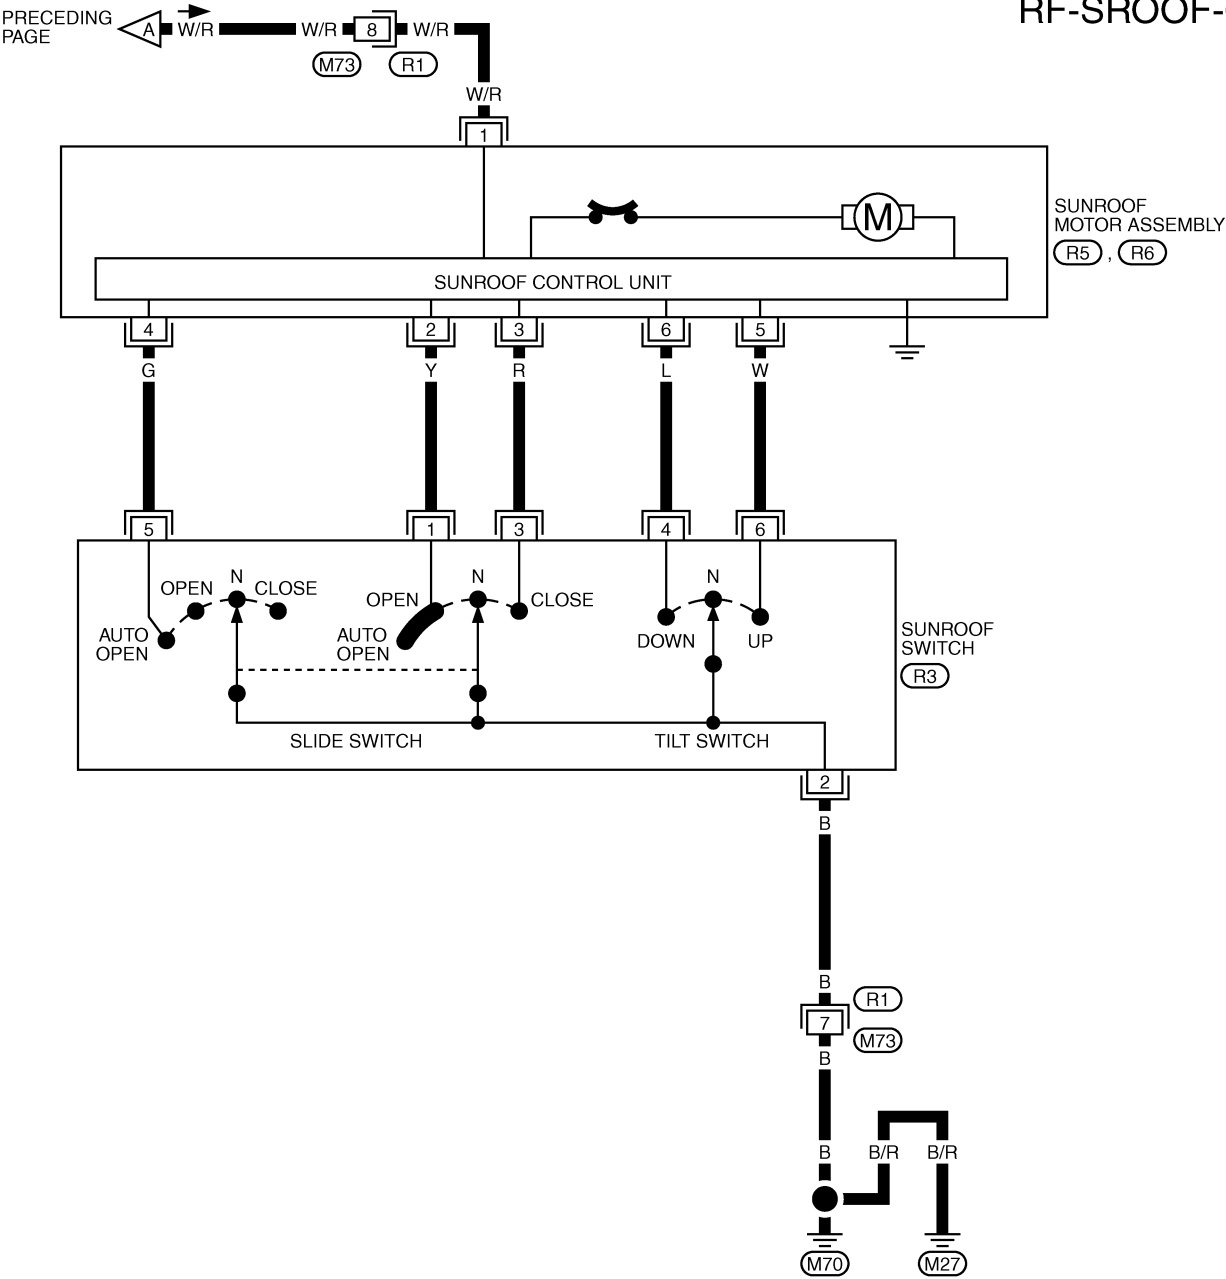 RF-SROOF-
PRECEDING
PAGE
A
W/R
W/R
8
W/R
M73
R1
W/R
1
SUNROOF
MOTOR ASSEMBLY
R5 , R6
M
SUNROOF CONTROL UNIT
4
2
3
6
5
G
Y
R
L
W
5
1
3
4
6
OPEN
N
CLOSE
AUTO
OPEN
OPEN
N
CLOSE
AUTO
OPEN
N
DOWN
UP
SUNROOF
SWITCH
R3
SLIDE SWITCH
TILT SWITCH
2
B
B
R1
7
M73
B
B
B/R
B/R
M70
M27